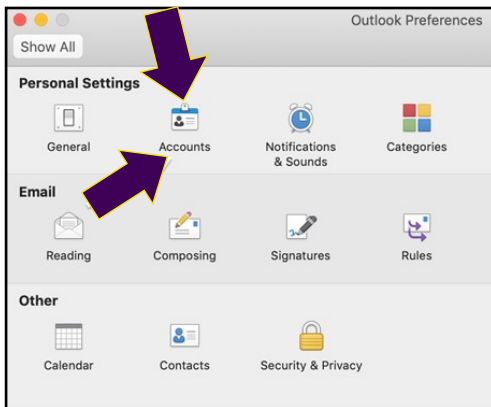 Outlook Preferences
Show All
Personal Settings
General
Accounts
Notifications
& Sounds
Categories
Email
Reading
Composing
Signatures
Rules
Other
Calendar
Contacts
Security & Privacy